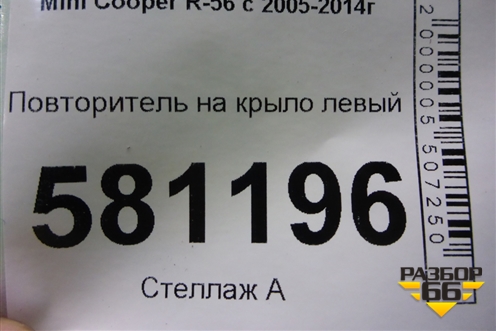 Mini Cooper R-56 с 2005-2014г
Повторитель на крыло левый
581196
Стеллаж А
2000005507250
РАЗБОР
66